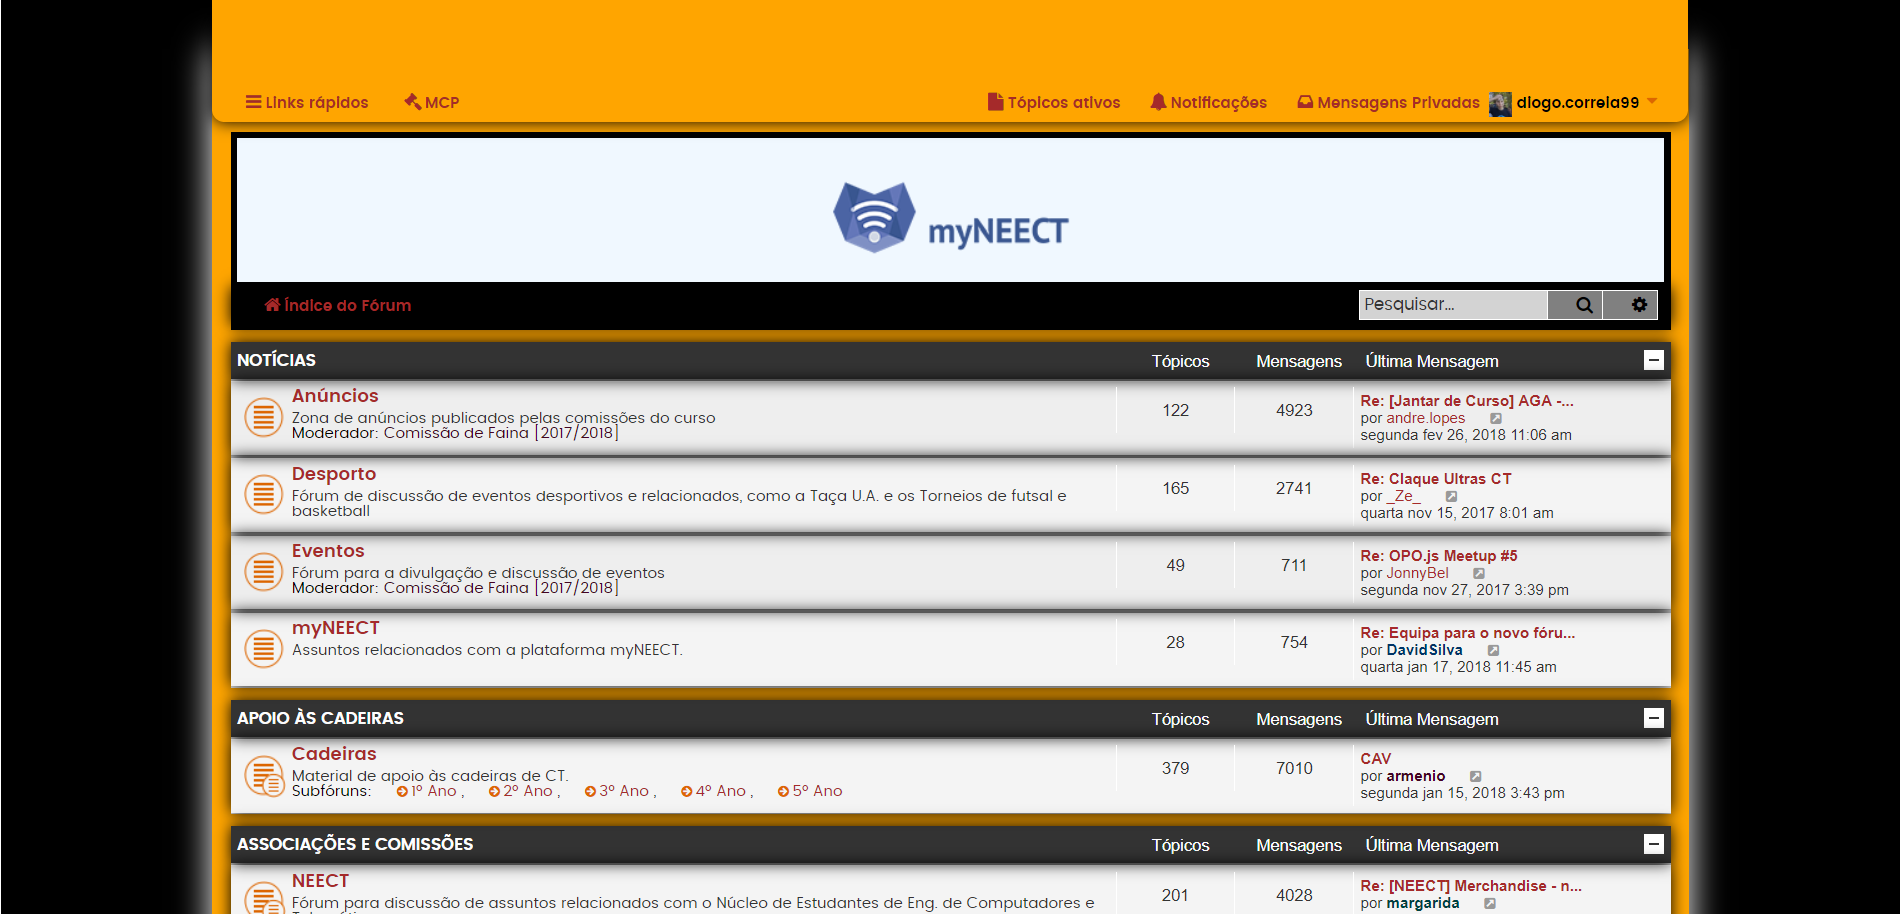 Links rápidos MCP Tópicos ativos Notificações Mensagens Privadas diogo.correia99
myNEECT
Índice do Fórum Pesquisar...
NOTÍCIAS Tópicos Mensagens Última Mensagem
Anúncios
Zona de anúncios publicados pelas comissões do curso
Moderador: Comissão de Faina [2017/2018]
122 4923
Re: [Jantar de Curso] AGA -...
por andre.lopes
segunda fev 26, 2018 11:06 am
Desporto
Fórum de discussão de eventos desportivos e relacionados, como a Taça U.A. e os Torneios de futsal e
basketball
165 2741
Re: Claque Ultras CT
por _Ze_
quarta nov 15, 2017 8:01 am
Eventos
Fórum para a divulgação e discussão de eventos
Moderador: Comissão de Faina [2017/2018]
49 711
Re: OPO.js Meetup #5
por JonnyBel
segunda nov 27, 2017 3:39 pm
myNEECT
Assuntos relacionados com a plataforma myNEECT.
28 754
Re: Equipa para o novo fóru...
por DavidSilva
quarta jan 17, 2018 11:45 am
APOIO ÀS CADEIRAS Tópicos Mensagens Última Mensagem
Cadeiras
Material de apoio às cadeiras de CT.
Subfóruns: 1º Ano , 2º Ano , 3º Ano , 4º Ano , 5º Ano
379 7010
CAV
por armenio
segunda jan 15, 2018 3:43 pm
ASSOCIAÇÕES E COMISSÕES Tópicos Mensagens Última Mensagem
NEECT
Fórum para discussão de assuntos relacionados com o Núcleo de Estudantes de Eng. de Computadores e
201 4028
Re: [NEECT] Merchandise - n...
por margarida